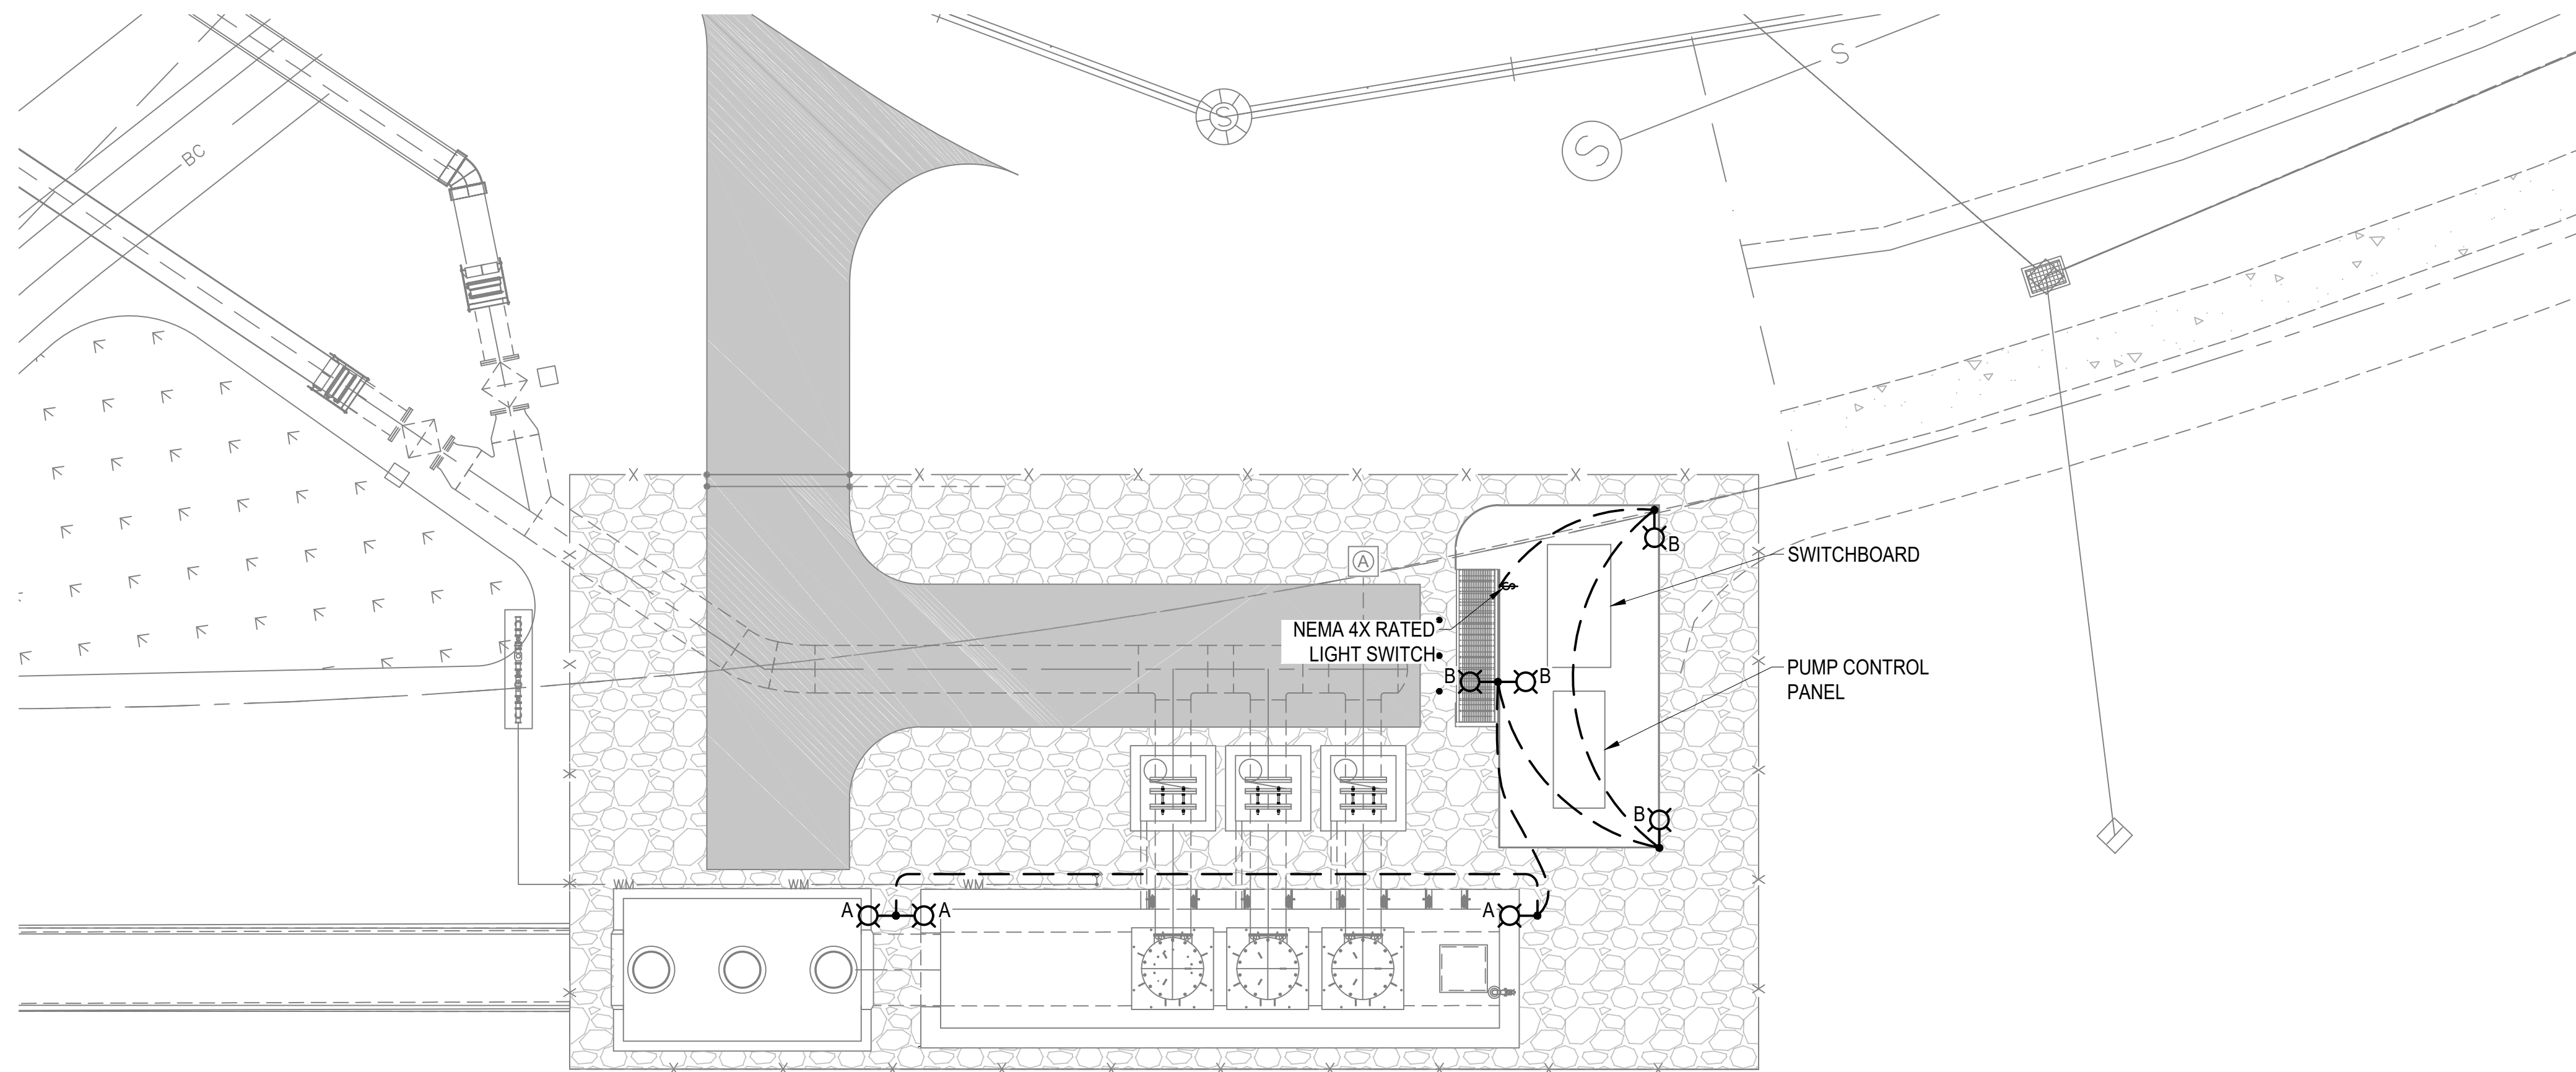 S
S
S
BC
B
SWITCHBOARD
A
$
NEMA 4X RATED
LIGHT SWITCH
B
B
PUMP CONTROL
PANEL
B
WM
WM
WM
A
A
A